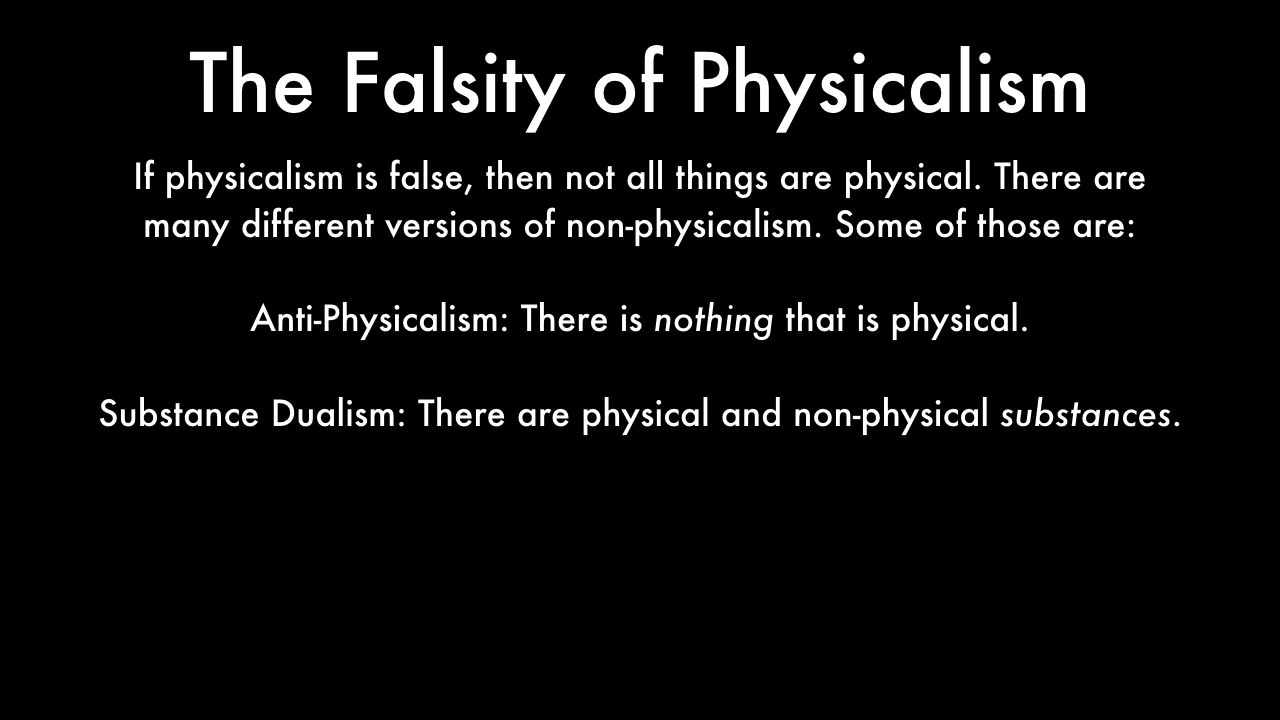 The Falsity of Physicalism
If physicalism is false, then not all things are physical. There are
many different versions of non-physicalism. Some of those are:
Anti-Physicalism: There is nothing that is physical.
Substance Dualism: There are physical and non-physical substances.